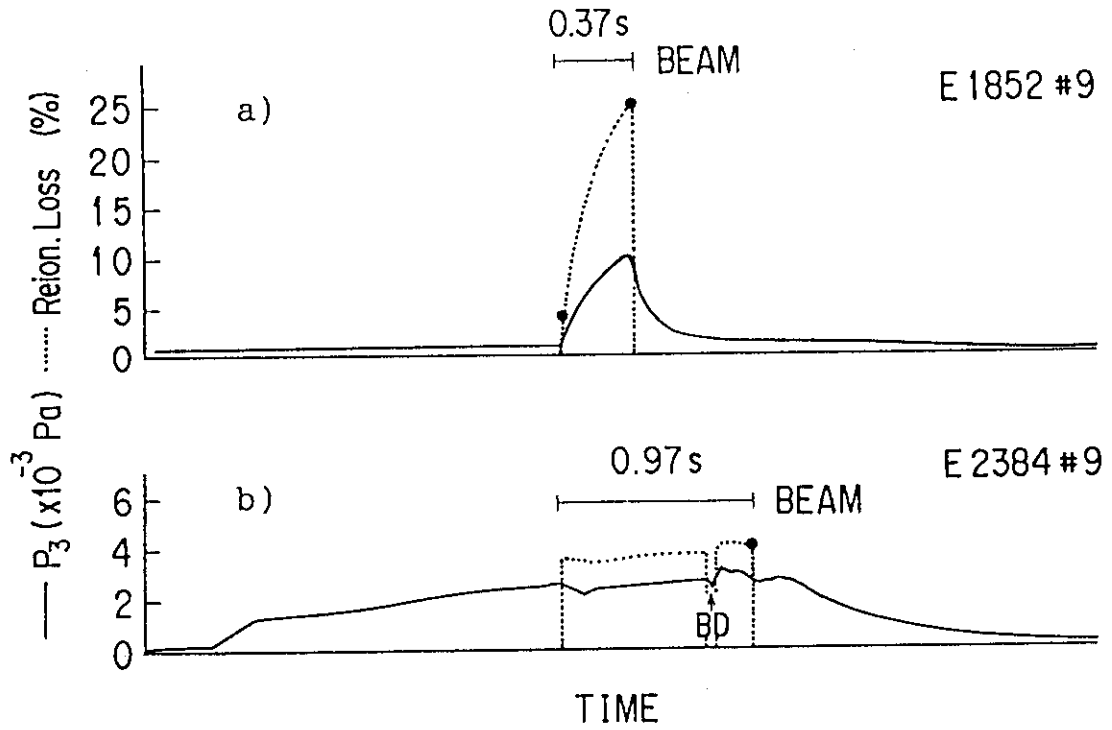 0.37s
BEAM
E1852 #9
a)
25
20
15
10
5
0
P₃ (x10⁻³ Pa) ...... Reion. Loss (%)
0.97s
BEAM
E2384 #9
b)
6
4
2
0
BD
TIME